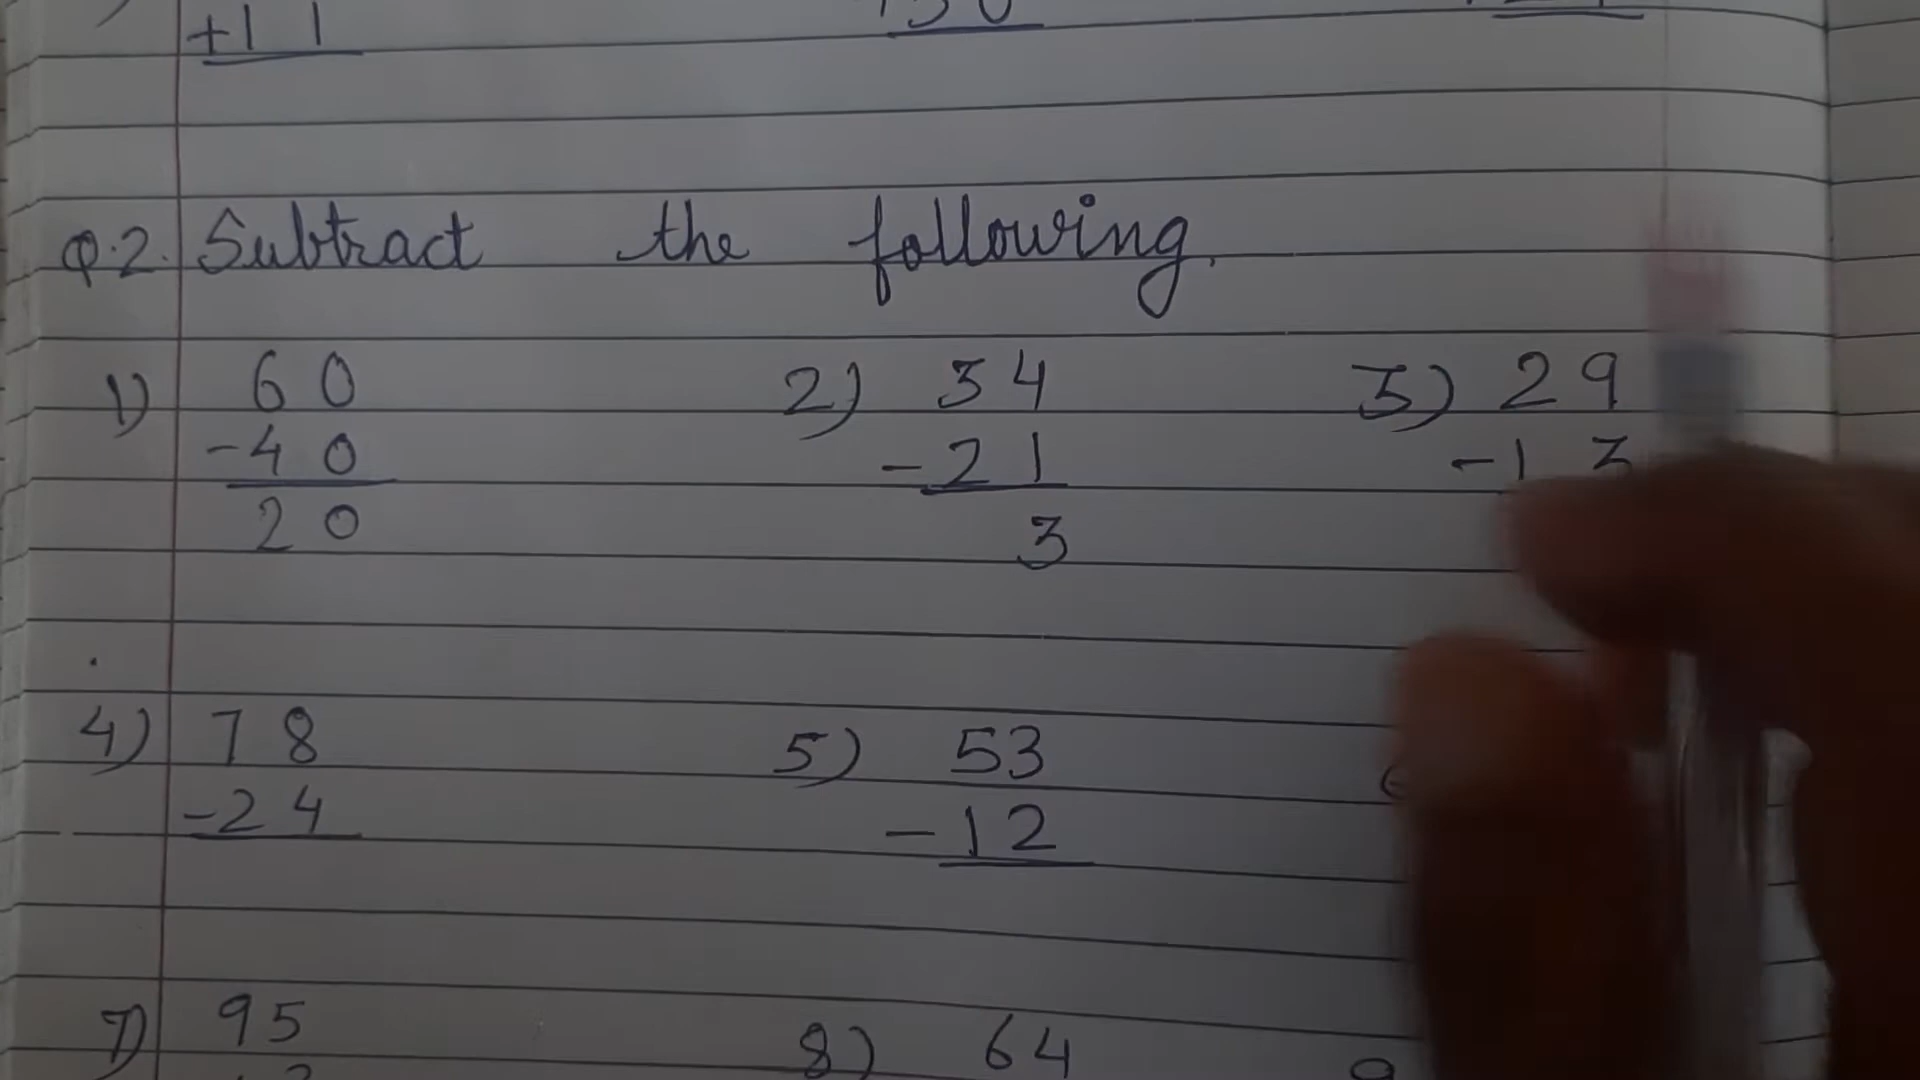 +11
Q.2. Subtract the following.
1) 60 2) 34 3) 29
-40 -21 -13
20 3
4) 78 5) 53
-24 -12
7) 95 8) 64